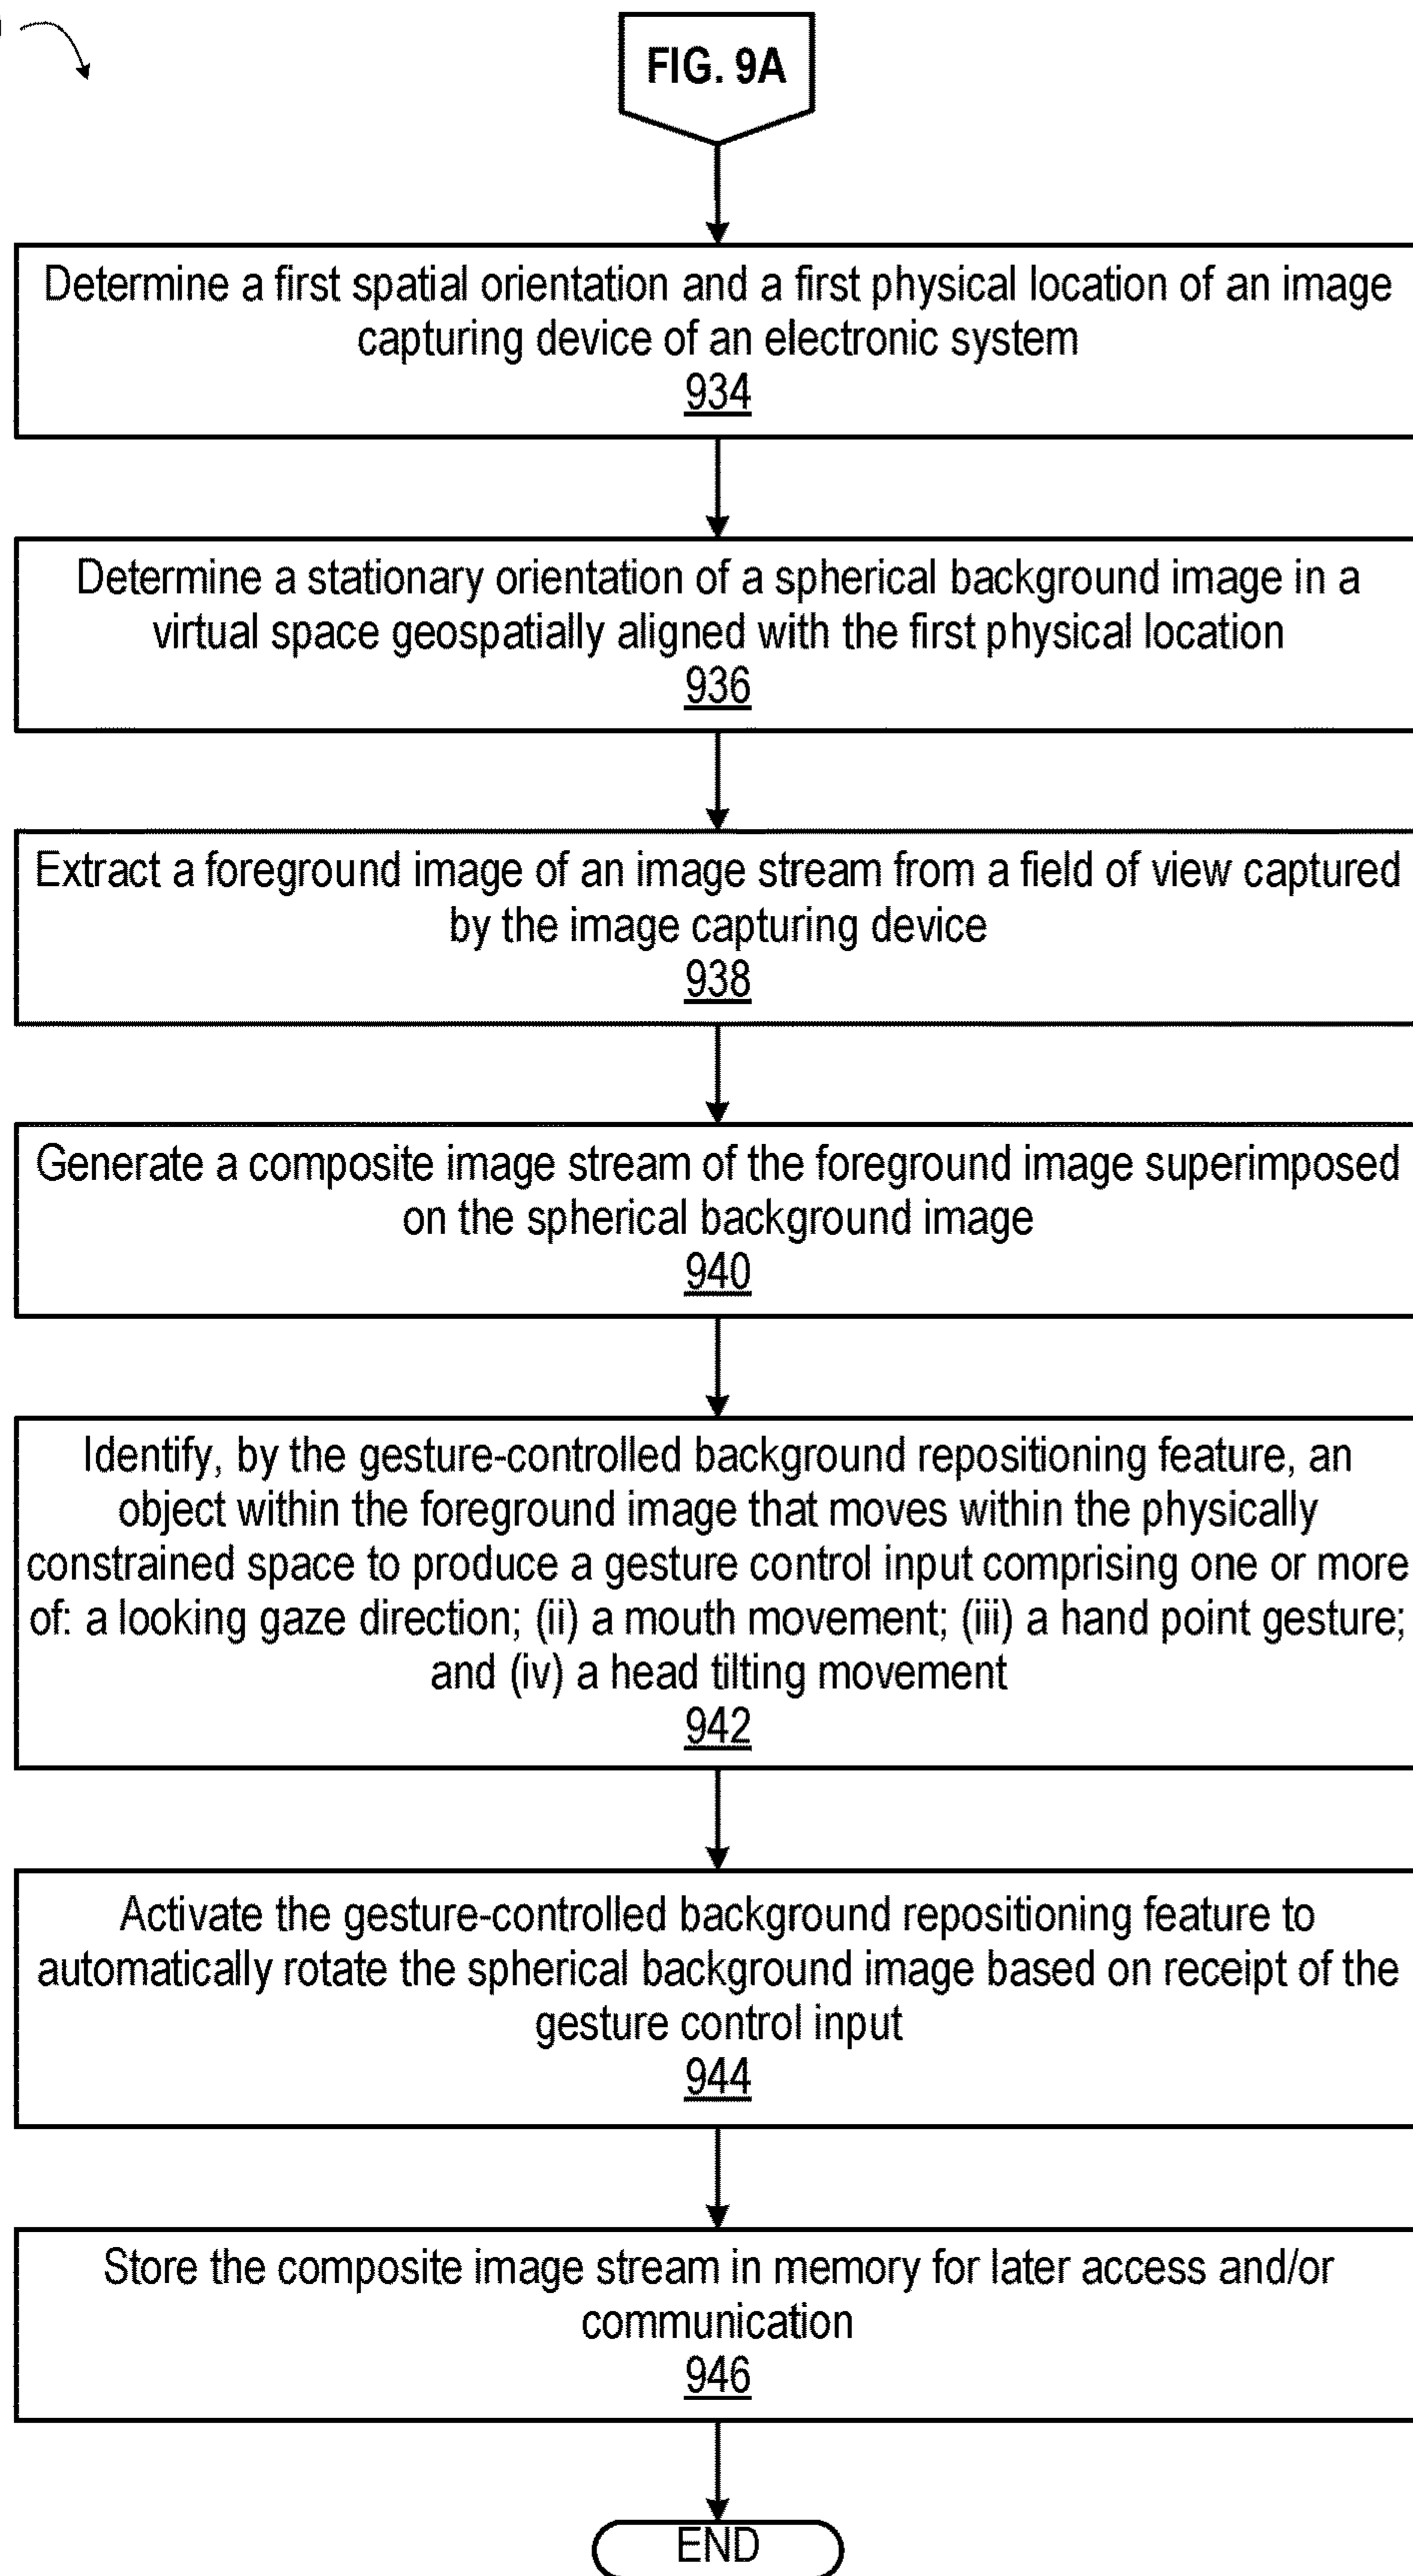 FIG. 9A
Determine a first spatial orientation and a first physical location of an image
capturing device of an electronic system
934
Determine a stationary orientation of a spherical background image in a
virtual space geospatially aligned with the first physical location
936
Extract a foreground image of an image stream from a field of view captured
by the image capturing device
938
Generate a composite image stream of the foreground image superimposed
on the spherical background image
940
Identify, by the gesture-controlled background repositioning feature, an
object within the foreground image that moves within the physically
constrained space to produce a gesture control input comprising one or more
of: a looking gaze direction; (ii) a mouth movement; (iii) a hand point gesture;
and (iv) a head tilting movement
942
Activate the gesture-controlled background repositioning feature to
automatically rotate the spherical background image based on receipt of the
gesture control input
944
Store the composite image stream in memory for later access and/or
communication
946
END